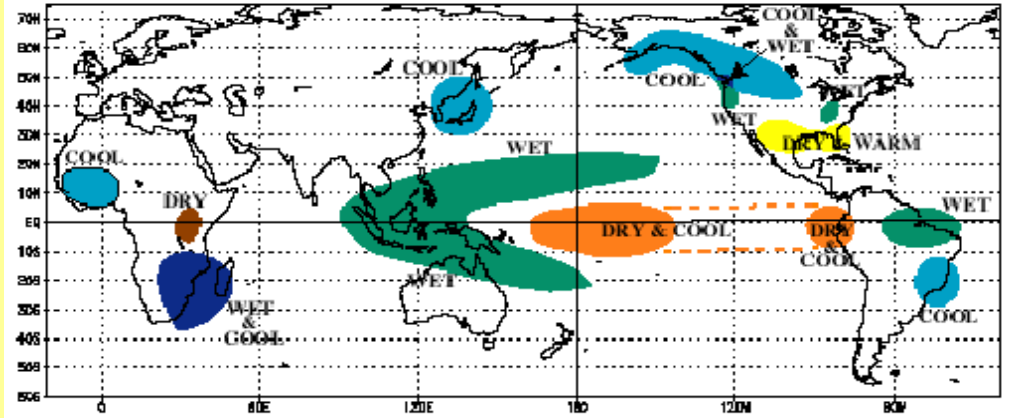 70N
60N
50N
40N
30N
20N
10N
EQ
10S
20S
30S
40S
50S
60S
0
60E
120E
180
120W
60W
COOL
&
WET
COOL
COOL
WET
WET
DRY & WARM
COOL
DRY
WET
WET
WET
&
COOL
DRY & COOL
DRY
&
COOL
WET
COOL